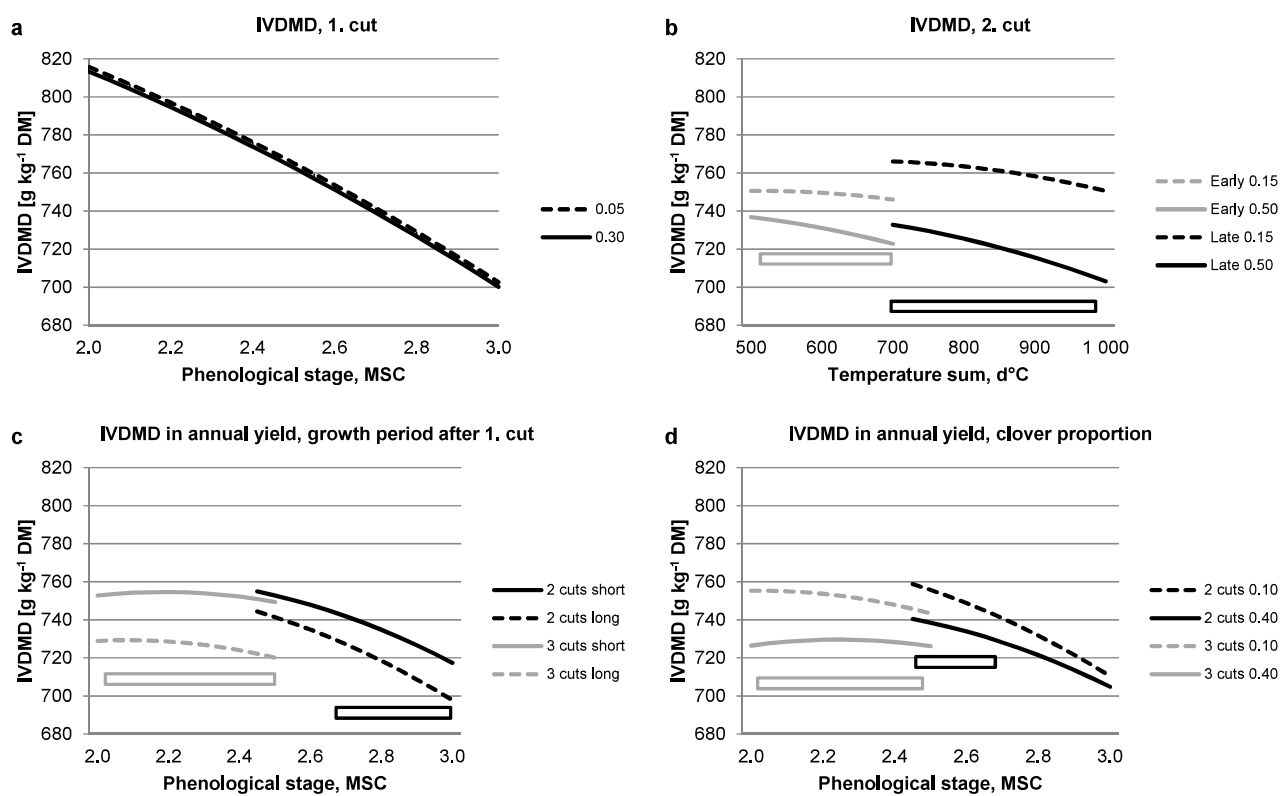 a
IVDMD, 1. cut
IVDMD [g kg⁻¹ DM]
820
800
780
760
740
720
700
680
2.0 2.2 2.4 2.6 2.8 3.0
Phenological stage, MSC
0.05
0.30
b
IVDMD, 2. cut
IVDMD [g kg⁻¹ DM]
820
800
780
760
740
720
700
680
500 600 700 800 900 1 000
Temperature sum, d°C
Early 0.15
Early 0.50
Late 0.15
Late 0.50
c
IVDMD in annual yield, growth period after 1. cut
IVDMD [g kg⁻¹ DM]
820
800
780
760
740
720
700
680
2.0 2.2 2.4 2.6 2.8 3.0
Phenological stage, MSC
2 cuts short
2 cuts long
3 cuts short
3 cuts long
d
IVDMD in annual yield, clover proportion
IVDMD [g kg⁻¹ DM]
820
800
780
760
740
720
700
680
2.0 2.2 2.4 2.6 2.8 3.0
Phenological stage, MSC
2 cuts 0.10
2 cuts 0.40
3 cuts 0.10
3 cuts 0.40